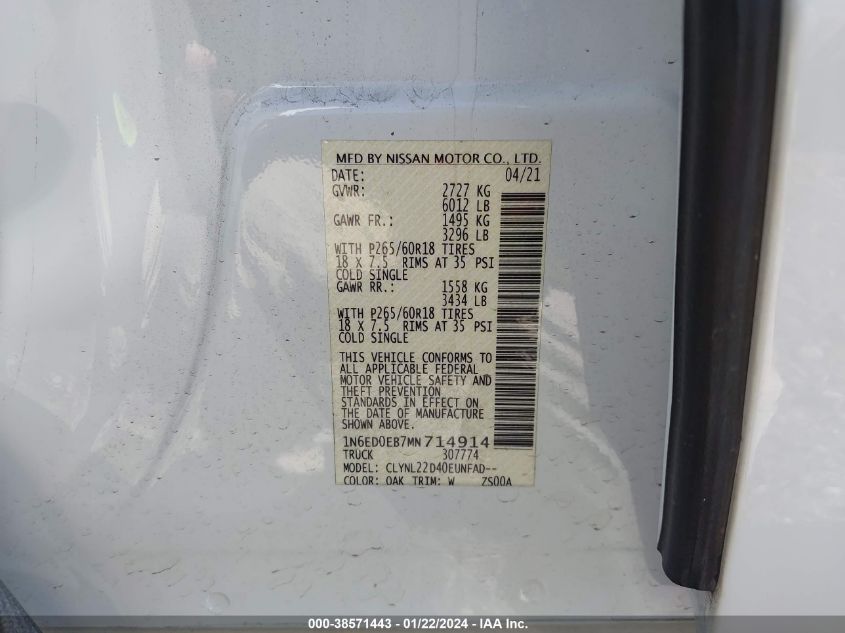 MFD BY NISSAN MOTOR CO., LTD.
DATE: 04/21
GVWR: 2727 KG
6012 LB
GAWR FR.: 1495 KG
3296 LB
WITH P265/60R18 TIRES
18 X 7.5 RIMS AT 35 PSI
COLD SINGLE
GAWR RR.: 1558 KG
3434 LB
WITH P265/60R18 TIRES
18 X 7.5 RIMS AT 35 PSI
COLD SINGLE
THIS VEHICLE CONFORMS TO
ALL APPLICABLE FEDERAL
MOTOR VEHICLE SAFETY AND
THEFT PREVENTION
STANDARDS IN EFFECT ON
THE DATE OF MANUFACTURE
SHOWN ABOVE.
1N6ED0EB7MN714914
TRUCK 307774
MODEL: CLYNL22D40EUNFAD--
COLOR: QAK TRIM: W ZS00A
000-38571443 - 01/22/2024 - IAA Inc.